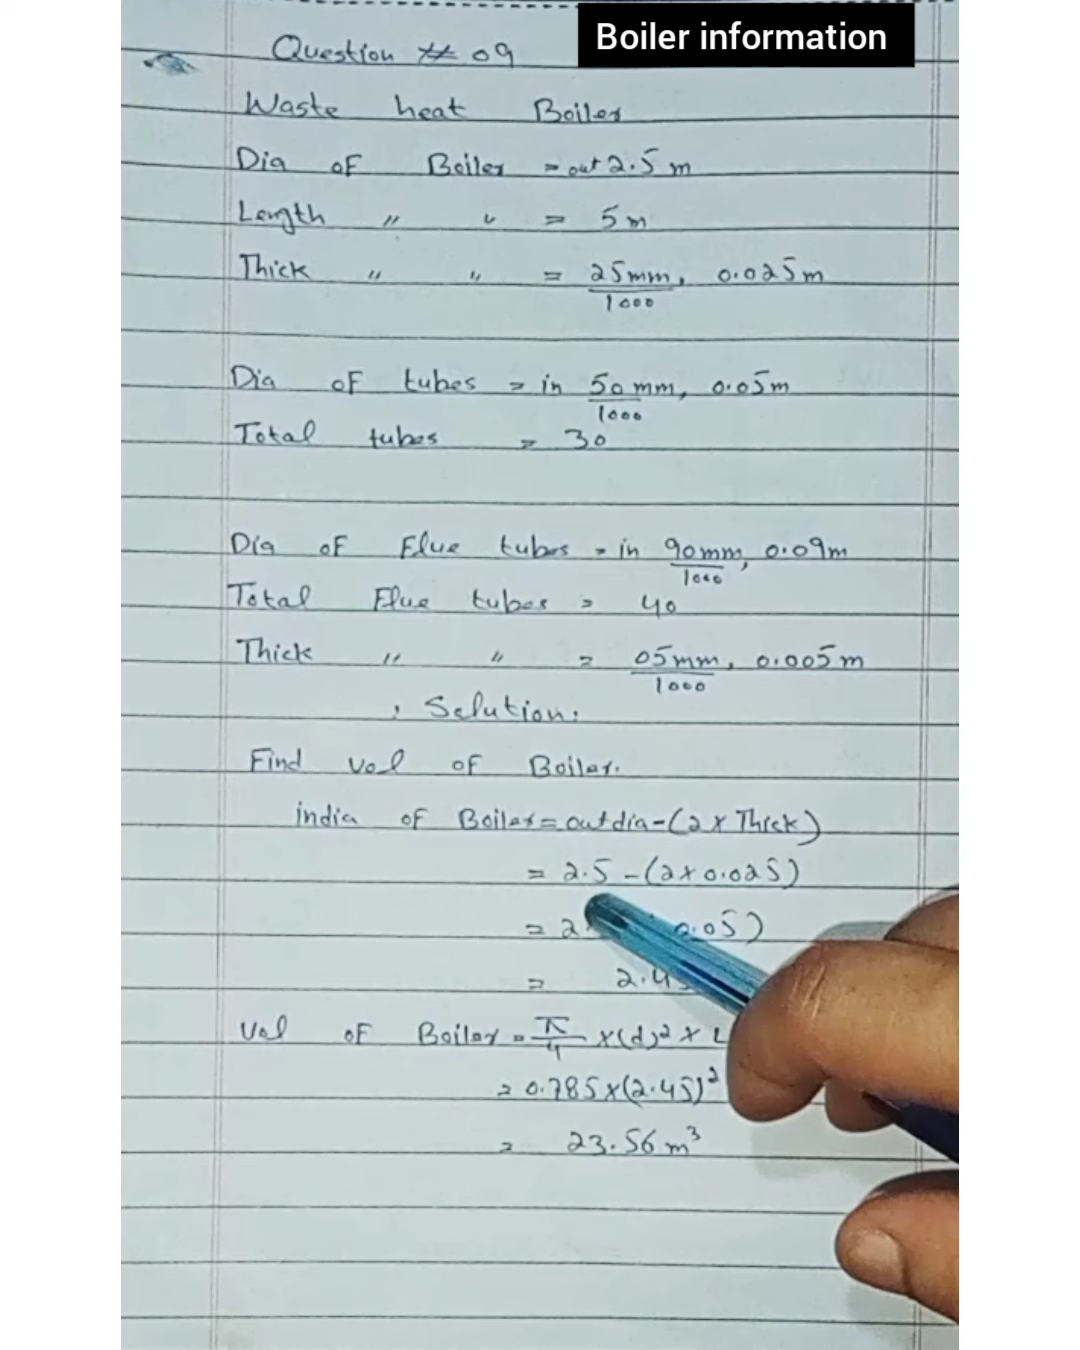 Boiler information
Question # 09
Waste heat Boiler
Dia of Boiler = out 2.5 m
Length " " = 5 m
Thick " " = 25mm, 0.025m
1000
Dia of tubes = in 50 mm, 0.05m
1000
Total tubes = 30
Dia of Flue tubes = in 90mm, 0.09m
1000
Total Flue tubes = 40
Thick " " = 05mm, 0.005m
1000
: Solution:
Find vol of Boiler.
india of Boiler = out dia - (2 x Thick)
= 2.5 - (2 x 0.025)
= 2 0.05)
= 2.4
Vol of Boiler = π/4 x (d)² x L
= 0.785 x (2.45)²
= 23.56 m³